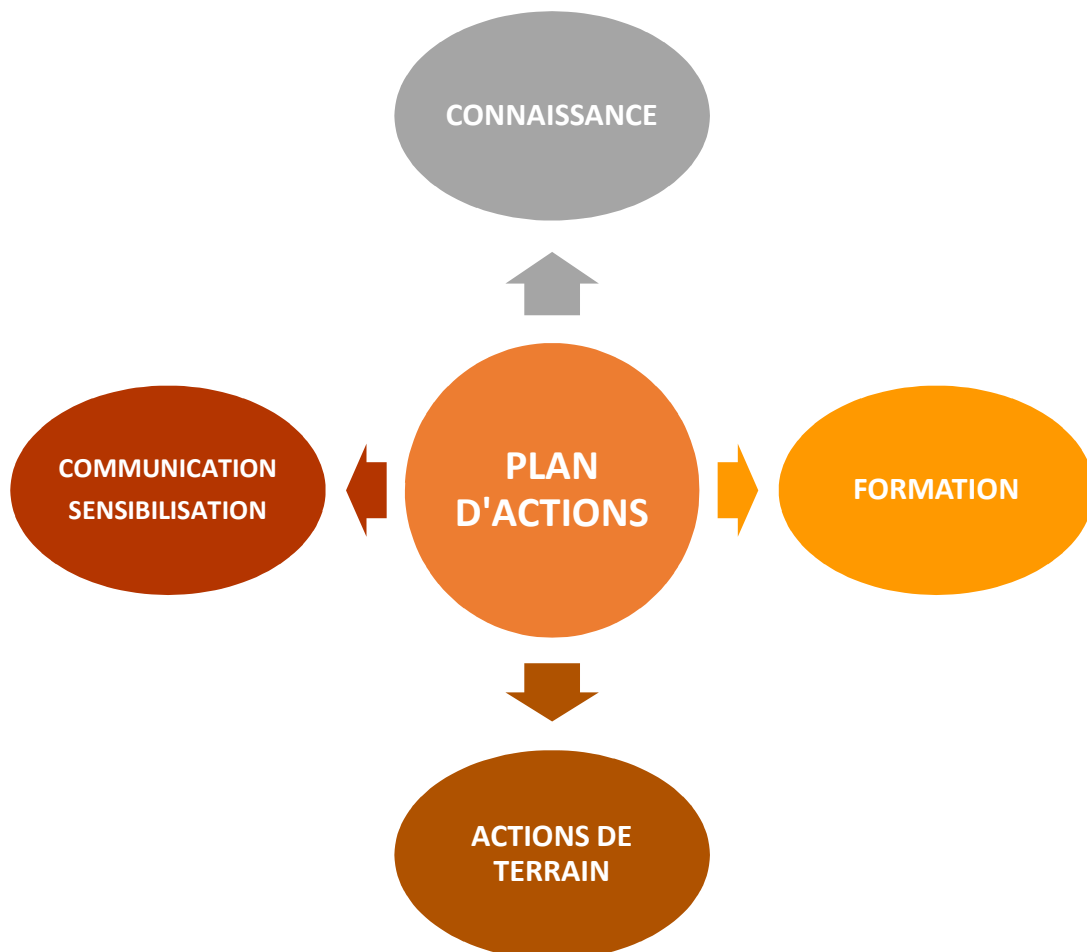 CONNAISSANCE
COMMUNICATION
SENSIBILISATION
PLAN
D'ACTIONS
FORMATION
ACTIONS DE
TERRAIN